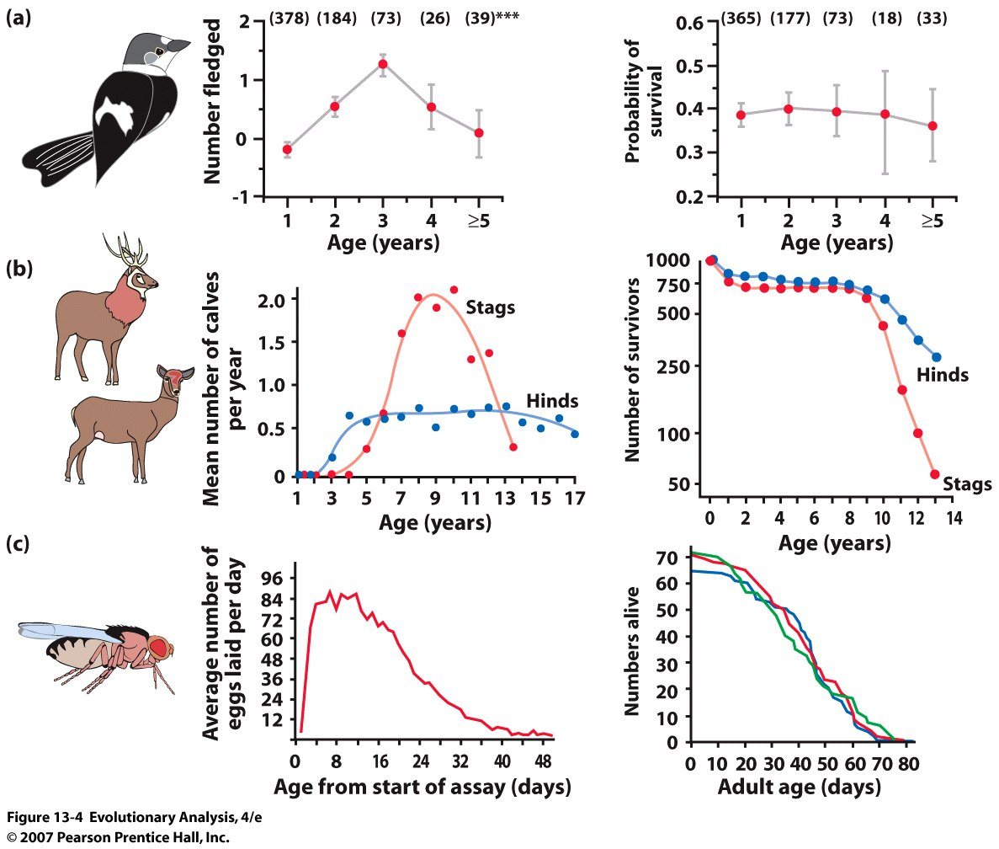 (a)
(378) (184) (73) (26) (39)***
2
1
0
-1
Number fledged
1 2 3 4 ≥5
Age (years)
(365) (177) (73) (18) (33)
0.6
0.5
0.4
0.3
0.2
Probability of
survival
1 2 3 4 ≥5
Age (years)
(b)
2.0
1.5
1.0
0.5
0
Mean number of calves
per year
Stags
Hinds
1 3 5 7 9 11 13 15 17
Age (years)
1000
750
500
250
100
50
Number of survivors
Hinds
Stags
0 2 4 6 8 10 12 14
Age (years)
(c)
96
84
72
60
48
36
24
12
Average number of
eggs laid per day
0 8 16 24 32 40 48
Age from start of assay (days)
70
60
50
40
30
20
10
0
Numbers alive
0 10 20 30 40 50 60 70 80
Adult age (days)
Figure 13-4 Evolutionary Analysis, 4/e
© 2007 Pearson Prentice Hall, Inc.